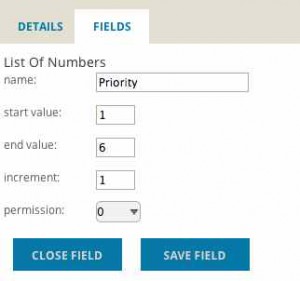 DETAILS FIELDS
List Of Numbers
name: Priority
start value: 1
end value: 6
increment: 1
permission: 0
CLOSE FIELD SAVE FIELD